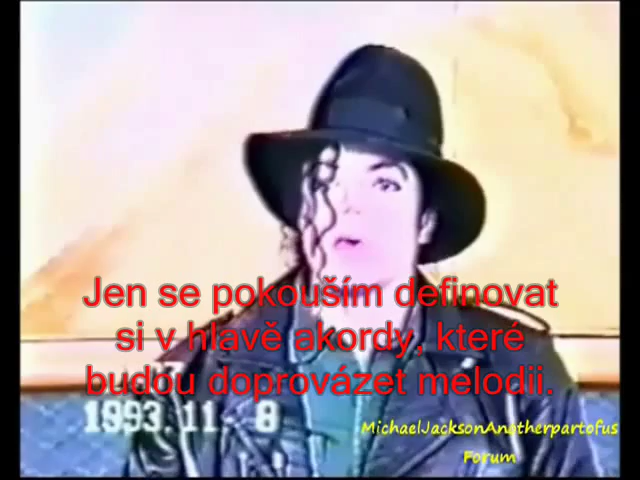 Jen se pokouším definovat
si v hlavě akordy, které
budou doprovázet melodii.
1993.11. 8
MichaelJacksonAnotherpartofus
Forum